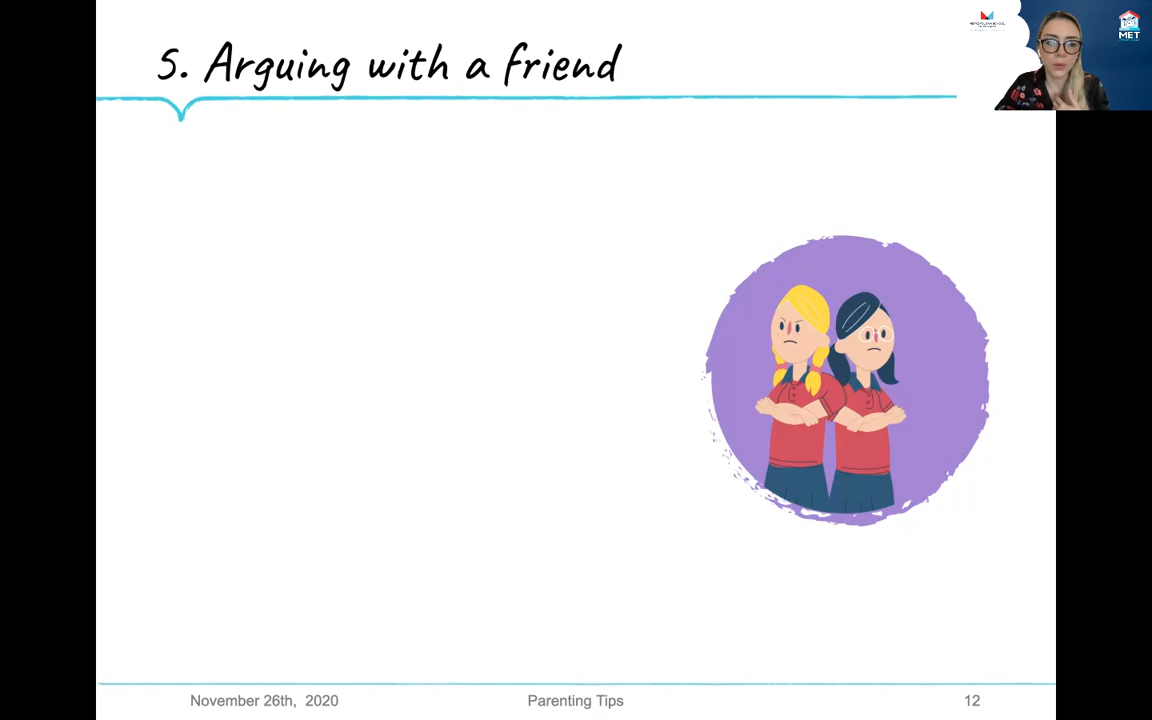 5. Arguing with a friend
MET
November 26th, 2020
Parenting Tips
12